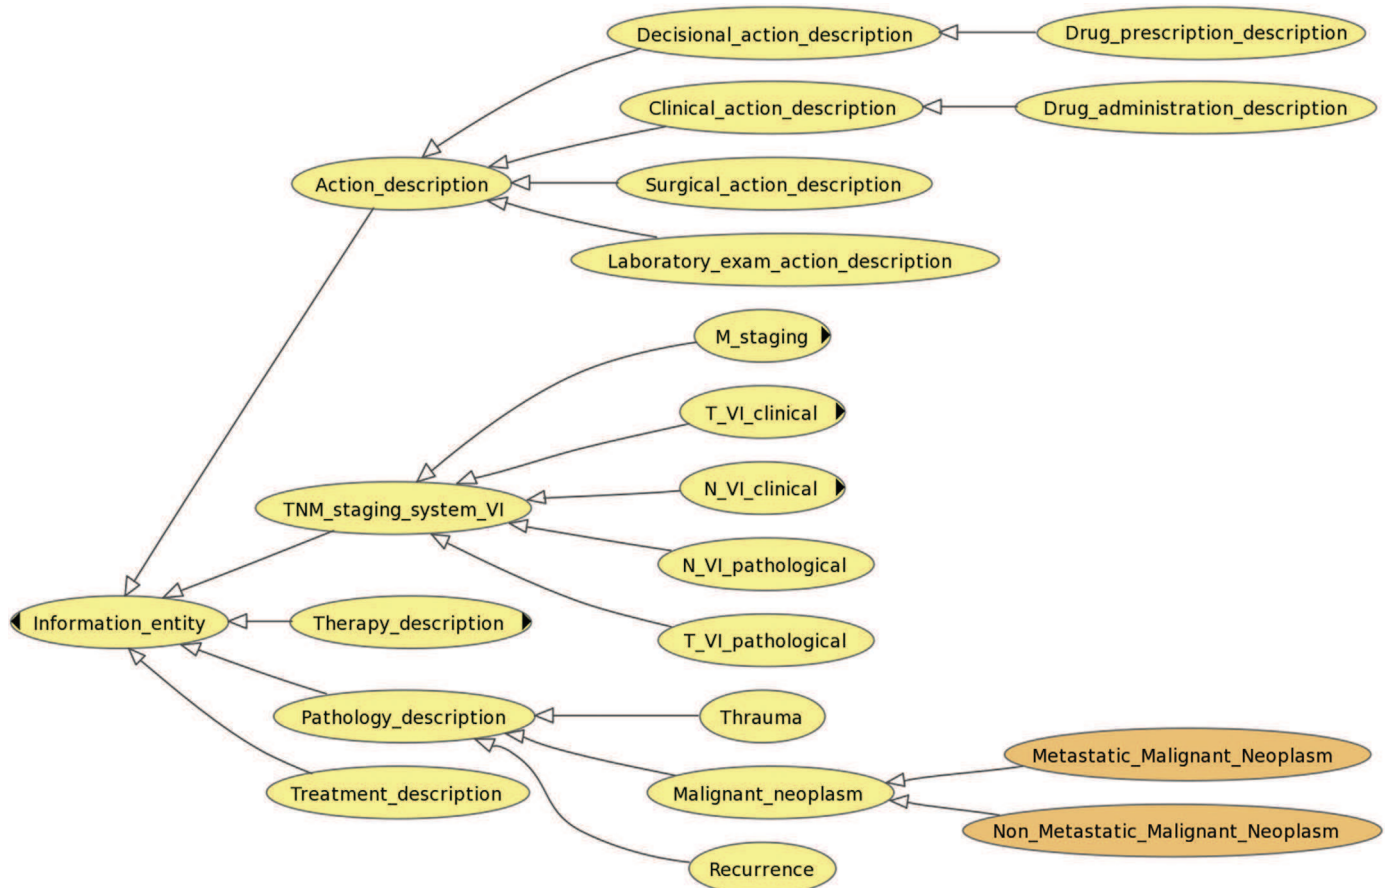 Decisional_action_description
Drug_prescription_description
Clinical_action_description
Drug_administration_description
Action_description
Surgical_action_description
Laboratory_exam_action_description
M_staging
T_VI_clinical
N_VI_clinical
TNM_staging_system_VI
N_VI_pathological
Information_entity
Therapy_description
T_VI_pathological
Pathology_description
Thrauma
Metastatic_Malignant_Neoplasm
Treatment_description
Malignant_neoplasm
Non_Metastatic_Malignant_Neoplasm
Recurrence